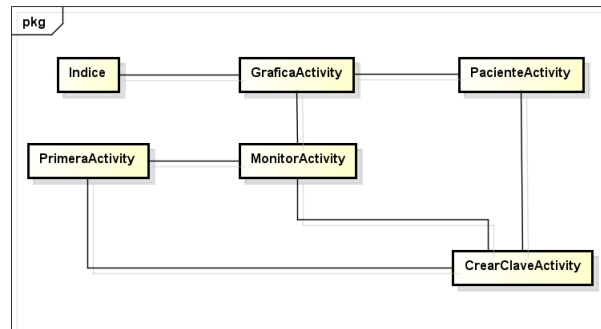 pkg
Indice
GraficaActivity
PacienteActivity
PrimeraActivity
MonitorActivity
CrearClaveActivity